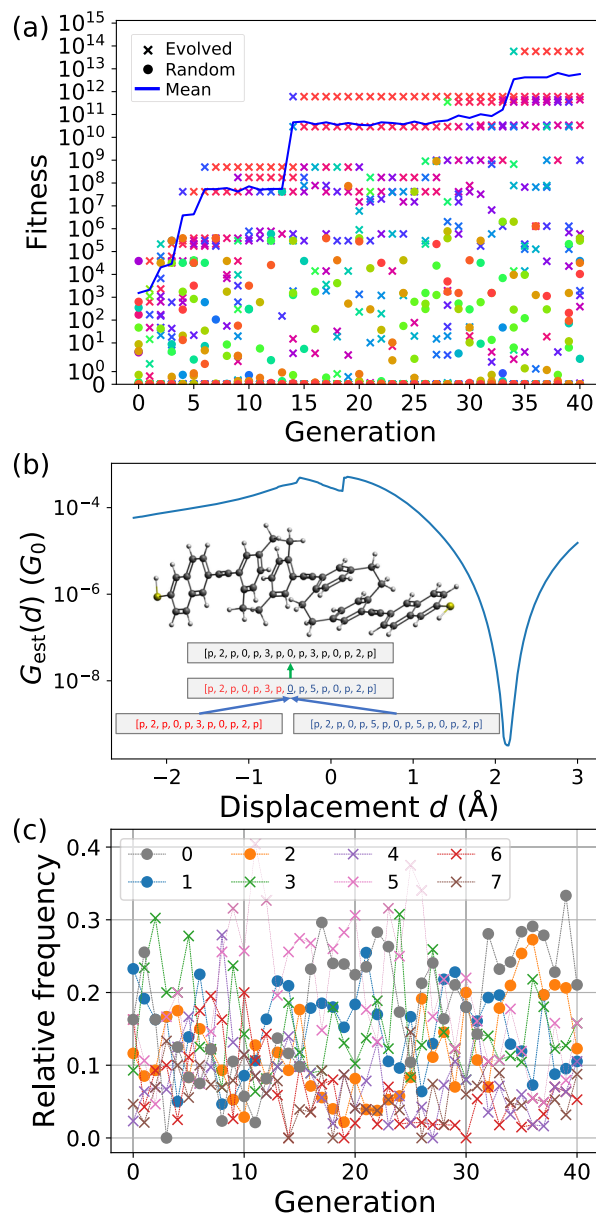 (a)
10^15
10^14
10^13
10^12
10^11
10^10
10^9
10^8
10^7
10^6
10^5
10^4
10^3
10^2
10^1
10^0
0
Fitness
Evolved
Random
Mean
0 5 10 15 20 25 30 35 40
Generation
(b)
10^−4
10^−6
10^−8
G_est(d) (G_0)
[p, 2, p, 0, p, 3, p, 0, p, 3, p, 0, p, 2, p]
[p, 2, p, 0, p, 3, p, 0, p, 5, p, 0, p, 2, p]
[p, 2, p, 0, p, 3, p, 0, p, 2, p] [p, 2, p, 0, p, 5, p, 0, p, 5, p, 0, p, 2, p]
−2 −1 0 1 2 3
Displacement d (Å)
(c)
0.4
0.3
0.2
0.1
0.0
Relative frequency
0 2 4 6
1 3 5 7
0 10 20 30 40
Generation